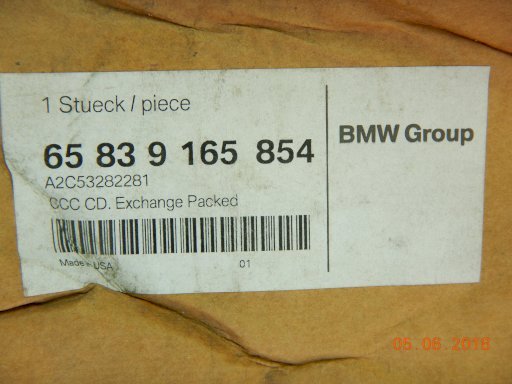 1 Stueck / piece
65 83 9 165 854
A2C53282281
CCC CD. Exchange Packed
Made in USA
01
BMW Group
05.06.2016